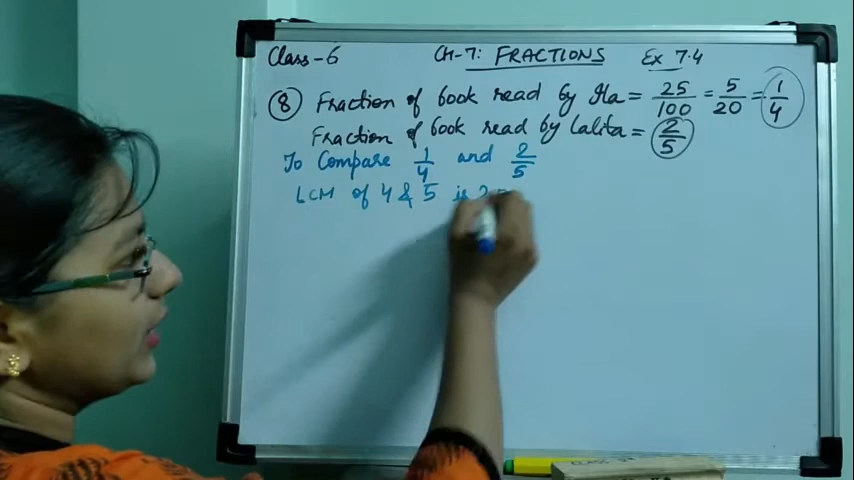 Class-6 CH-7: FRACTIONS Ex 7.4
8 Fraction of book read by Ila = 25/100 = 5/20 = 1/4
Fraction of book read by Lalita = 2/5
To Compare 1/4 and 2/5
LCM of 4 & 5 is